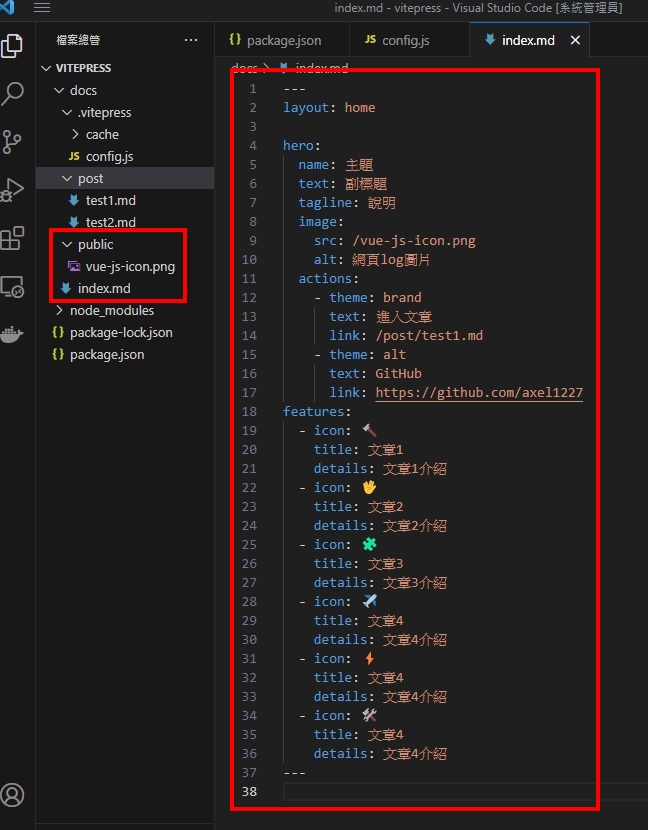 index.md - vitepress - Visual Studio Code [系統管理員]
檔案總管 ···
{} package.json
JS config.js
index.md ×
docs > index.md
VITEPRESS
docs
.vitepress
cache
JS config.js
post
test1.md
test2.md
public
vue-js-icon.png
index.md
node_modules
{} package-lock.json
{} package.json
1 ---
2 layout: home
3
4 hero:
5 name: 主題
6 text: 副標題
7 tagline: 說明
8 image:
9 src: /vue-js-icon.png
10 alt: 網頁log圖片
11 actions:
12 - theme: brand
13 text: 進入文章
14 link: /post/test1.md
15 - theme: alt
16 text: GitHub
17 link: https://github.com/axel1227
18 features:
19 - icon: 🔨
20 title: 文章1
21 details: 文章1介紹
22 - icon: 🖖
23 title: 文章2
24 details: 文章2介紹
25 - icon: 🧩
26 title: 文章3
27 details: 文章3介紹
28 - icon: ✈️
29 title: 文章4
30 details: 文章4介紹
31 - icon: ⚡
32 title: 文章4
33 details: 文章4介紹
34 - icon: 🛠️
35 title: 文章4
36 details: 文章4介紹
37 ---
38